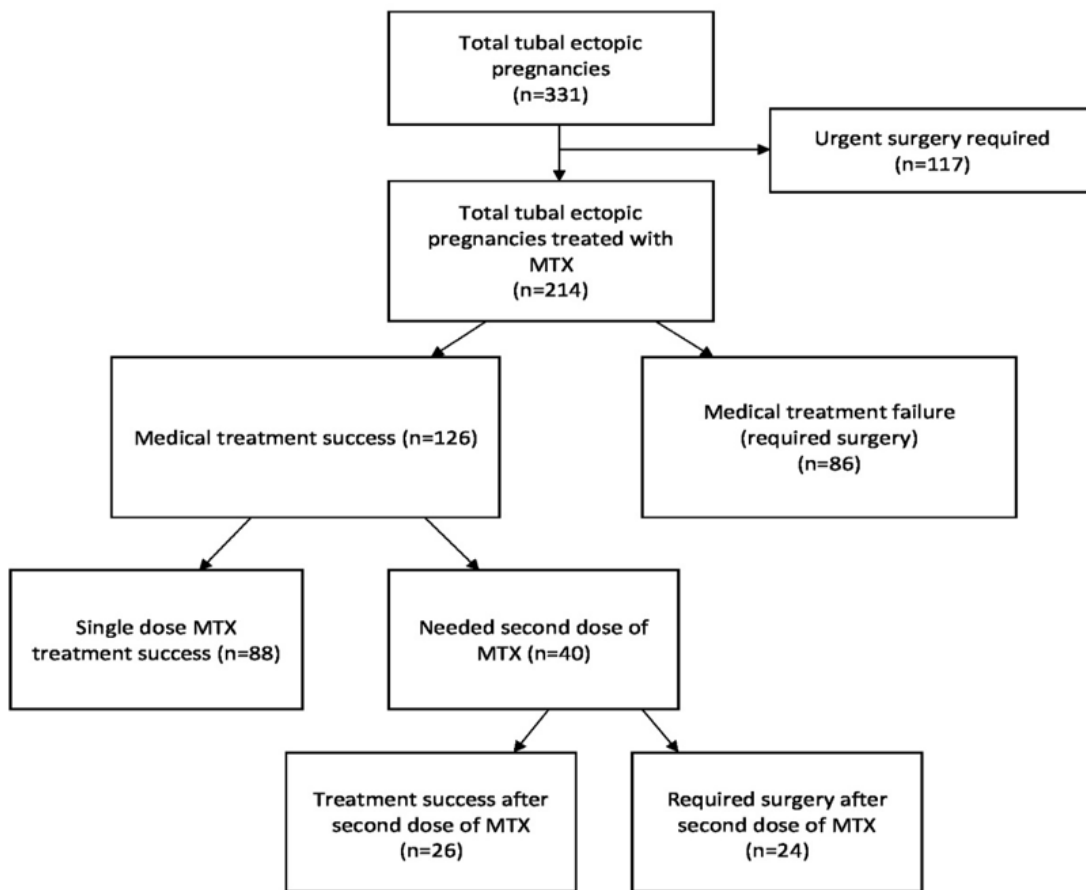 Total tubal ectopic
pregnancies
(n=331)
Urgent surgery required
(n=117)
Total tubal ectopic
pregnancies treated with
MTX
(n=214)
Medical treatment success (n=126)
Medical treatment failure
(required surgery)
(n=86)
Single dose MTX
treatment success (n=88)
Needed second dose of
MTX (n=40)
Treatment success after
second dose of MTX
(n=26)
Required surgery after
second dose of MTX
(n=24)